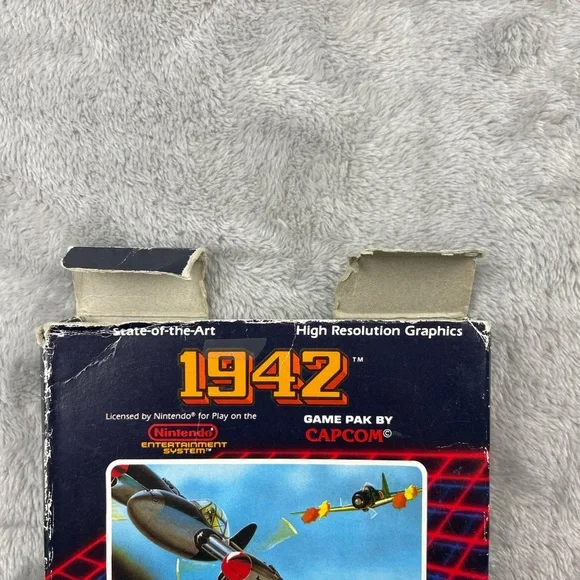 State-of-the-Art High Resolution Graphics
1942™
Licensed by Nintendo® for Play on the
Nintendo®
ENTERTAINMENT
SYSTEM™
GAME PAK BY
CAPCOM©